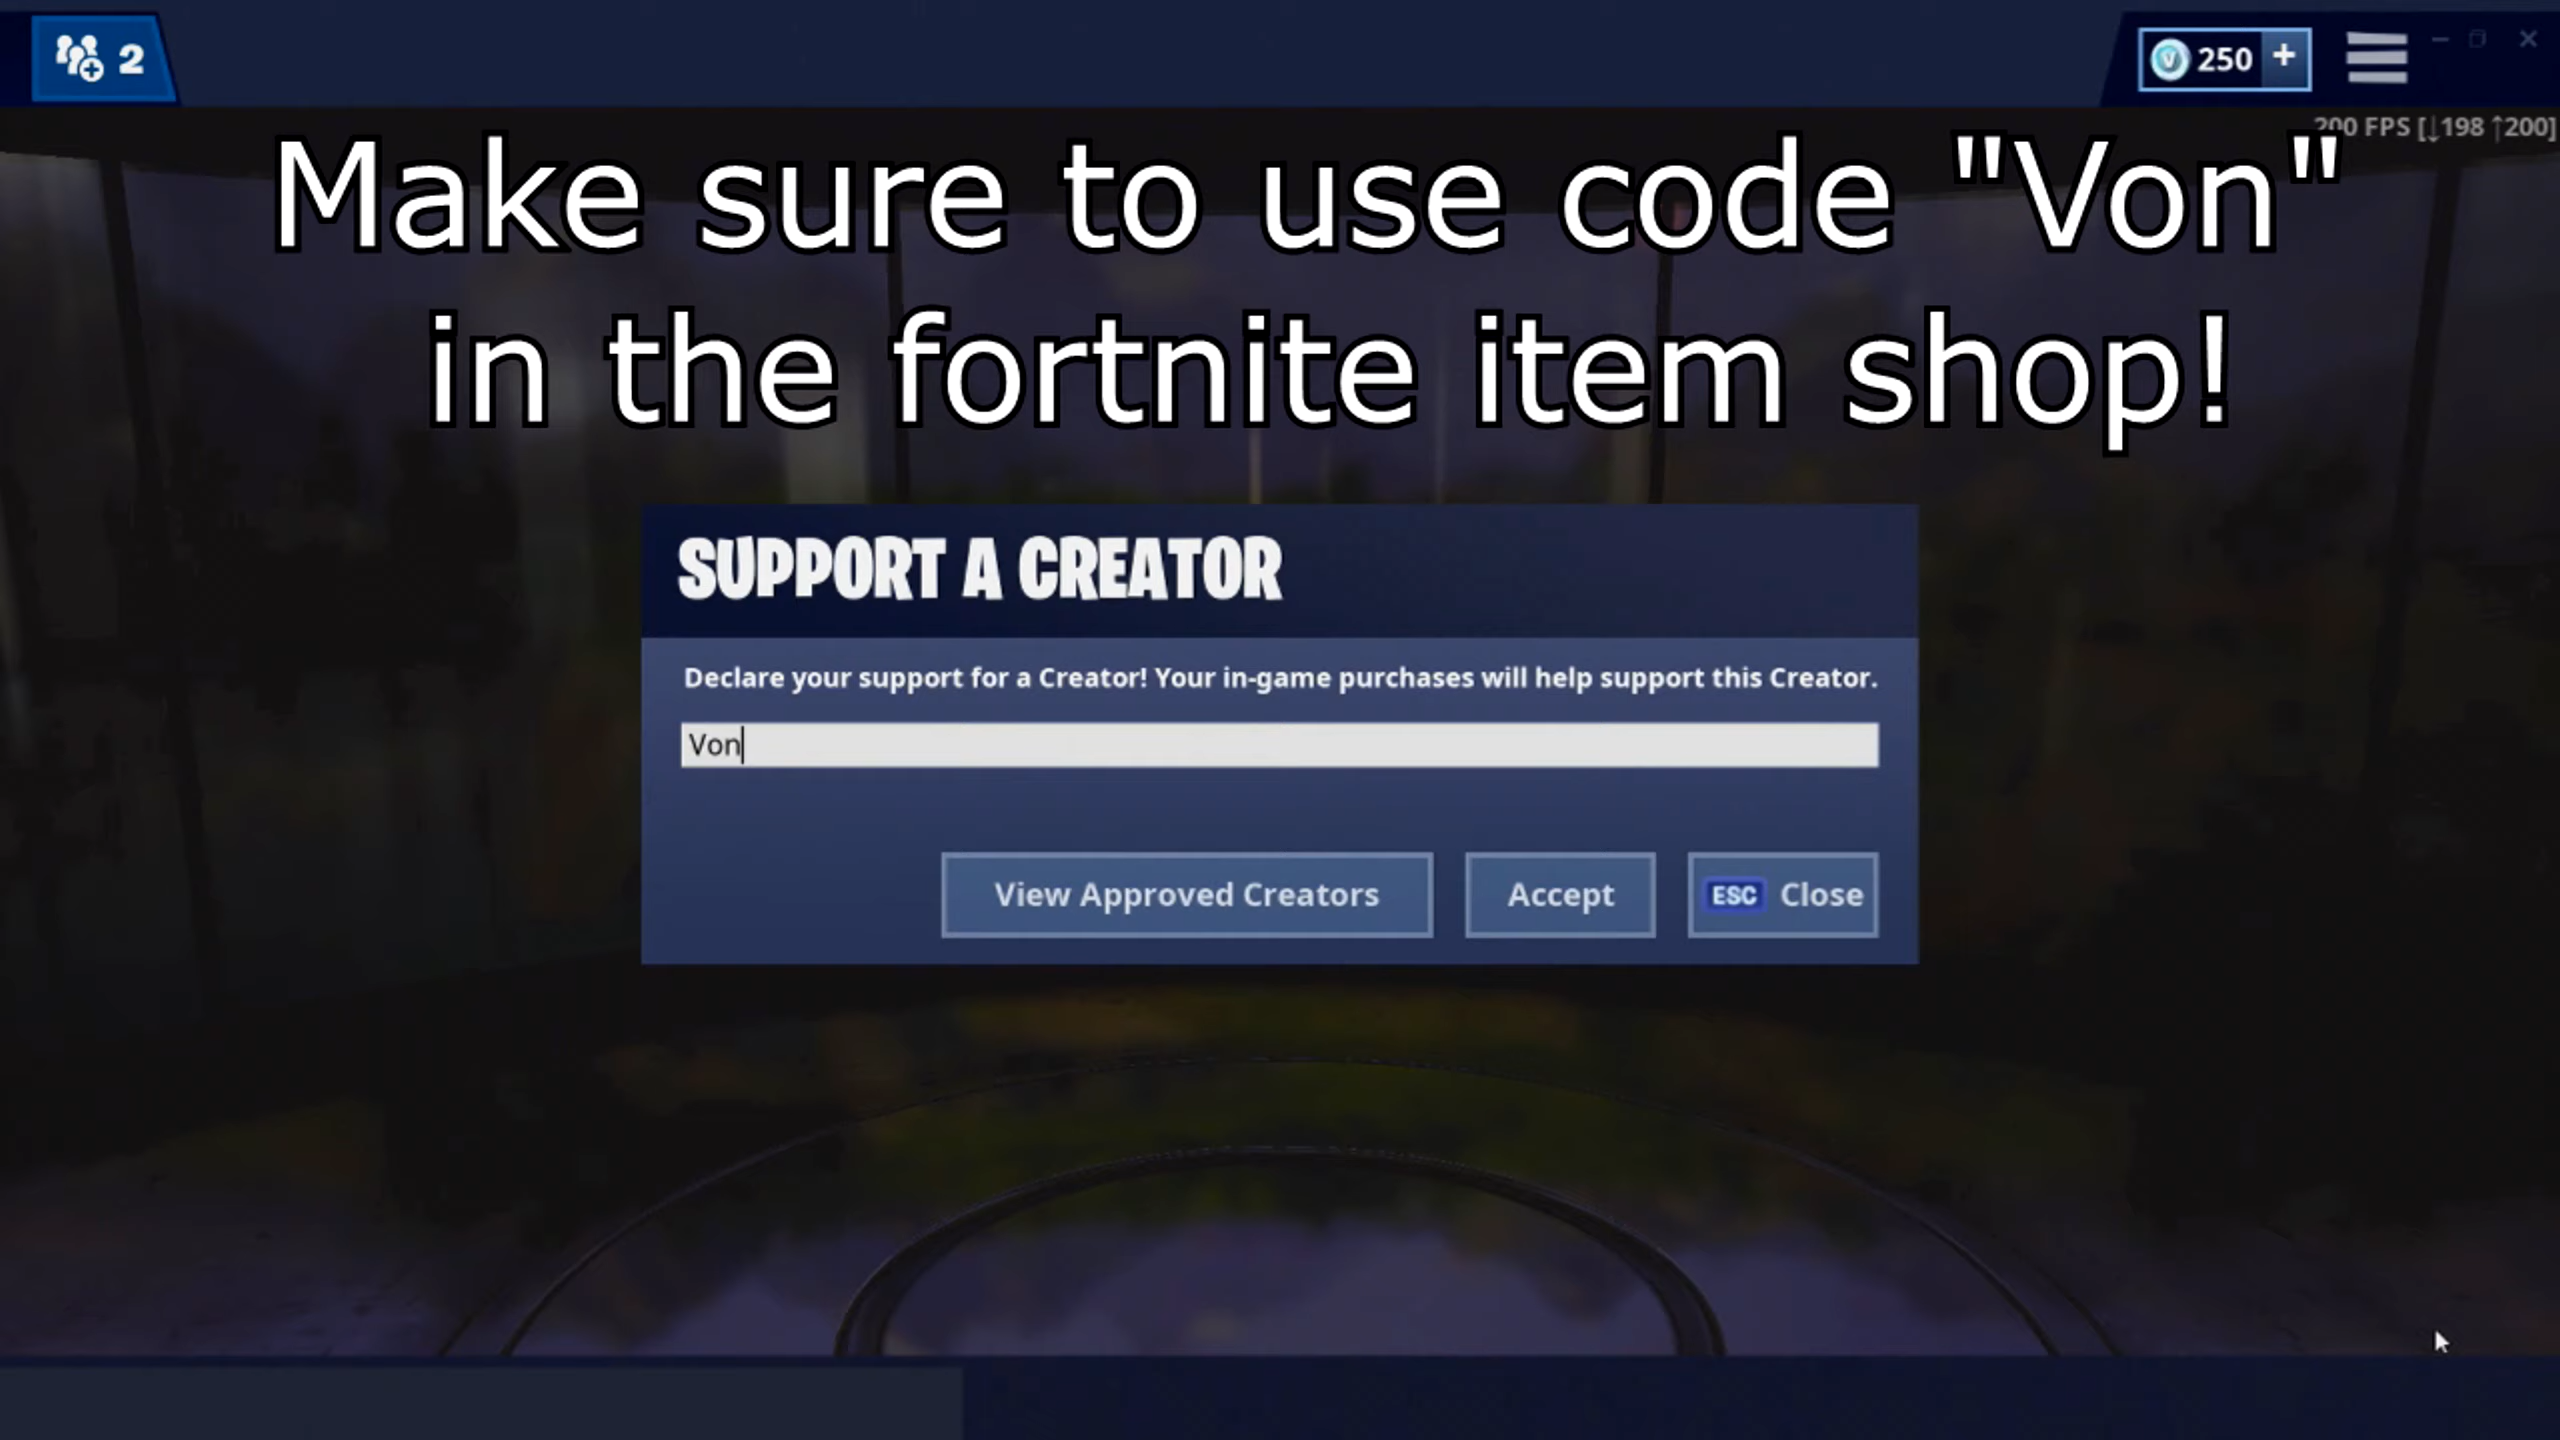 2
250 +
200 FPS [↓198 ↑200]
Make sure to use code "Von"
in the fortnite item shop!
SUPPORT A CREATOR
Declare your support for a Creator! Your in-game purchases will help support this Creator.
Von
View Approved Creators
Accept
ESC Close